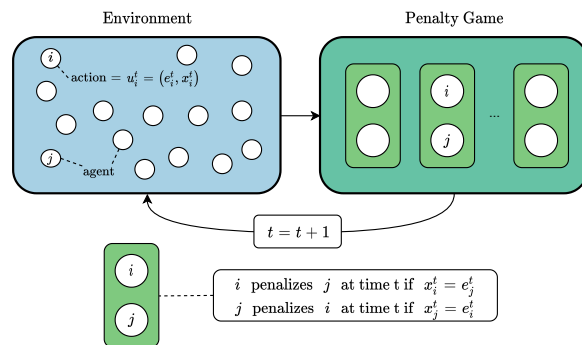 Environment
Penalty Game
i
action = u_i^t = (e_i^t, x_i^t)
j
agent
i
j
...
t = t + 1
i
j
i penalizes j at time t if x_i^t = e_j^t
j penalizes i at time t if x_j^t = e_i^t